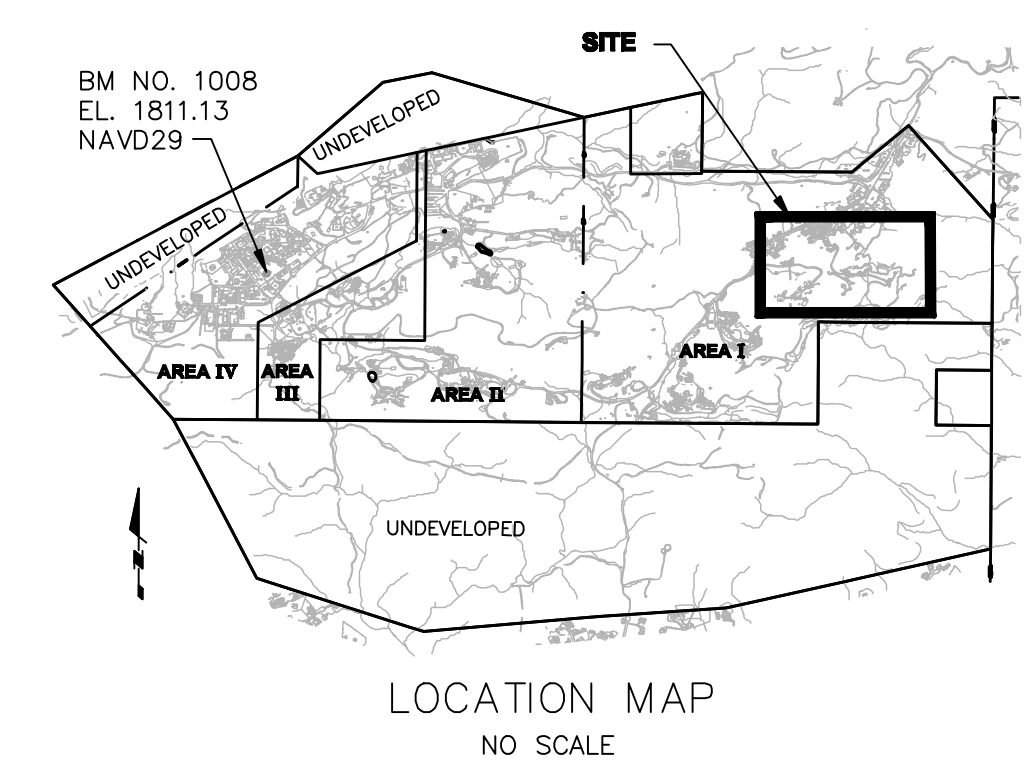 SITE
BM NO. 1008
EL. 1811.13
NAVD29
UNDEVELOPED
UNDEVELOPED
AREA I
AREA IV
AREA
III
AREA II
UNDEVELOPED
N
LOCATION MAP
NO SCALE